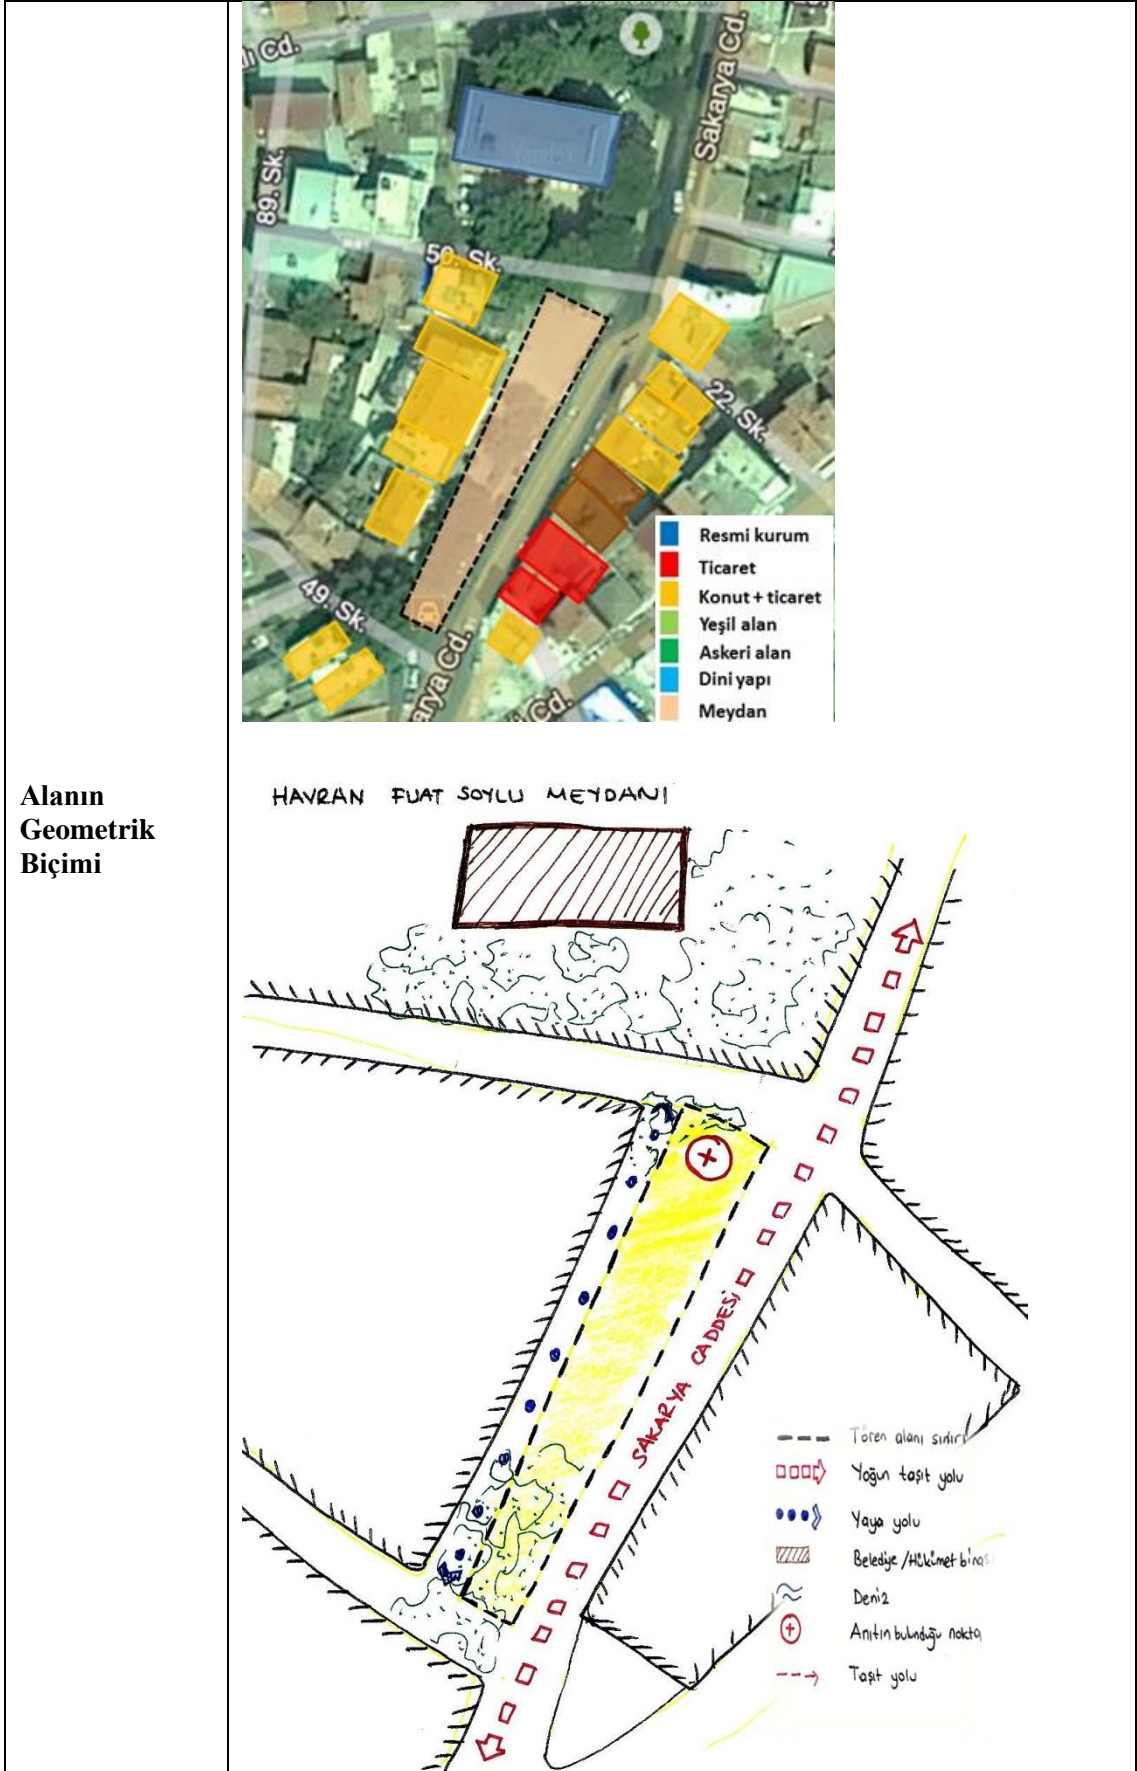 Sakarya Cd.
89. Sk.
50. Sk.
22. Sk.
49. Sk.
Resmi kurum
Ticaret
Konut + ticaret
Yeşil alan
Askeri alan
Dini yapı
Meydan
Alanın
Geometrik
Biçimi
HAVRAN FUAT SOYLU MEYDANI
SAKARYA CADDESİ
Tören alanı sınırı
Yoğun taşıt yolu
Yaya yolu
Belediye/Hükümet binası
Deniz
Anıtın bulunduğu nokta
Taşıt yolu